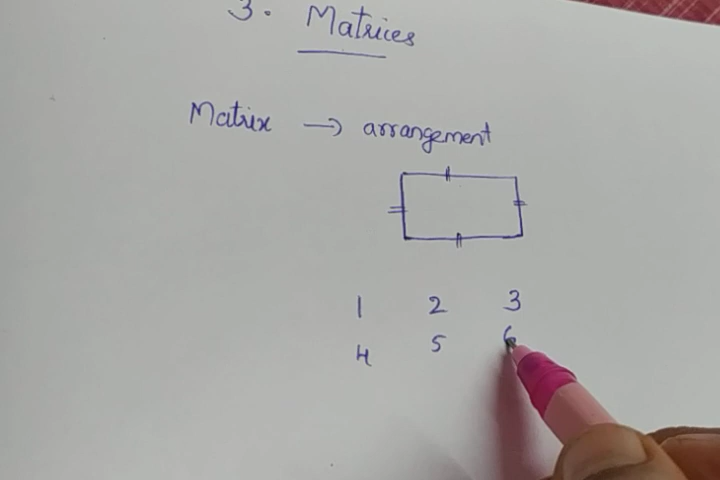 3. Matrices
Matrix → arrangement
1 2 3
4 5 6